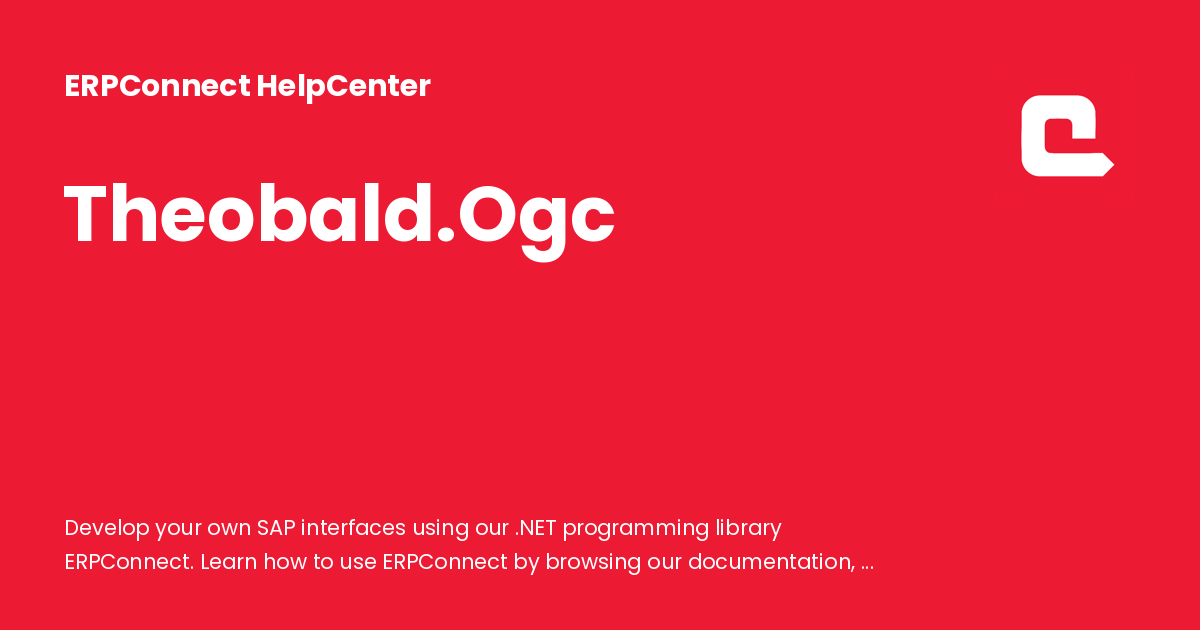 ERPConnect HelpCenter
Theobald.Ogc
Develop your own SAP interfaces using our .NET programming library
ERPConnect. Learn how to use ERPConnect by browsing our documentation, ...